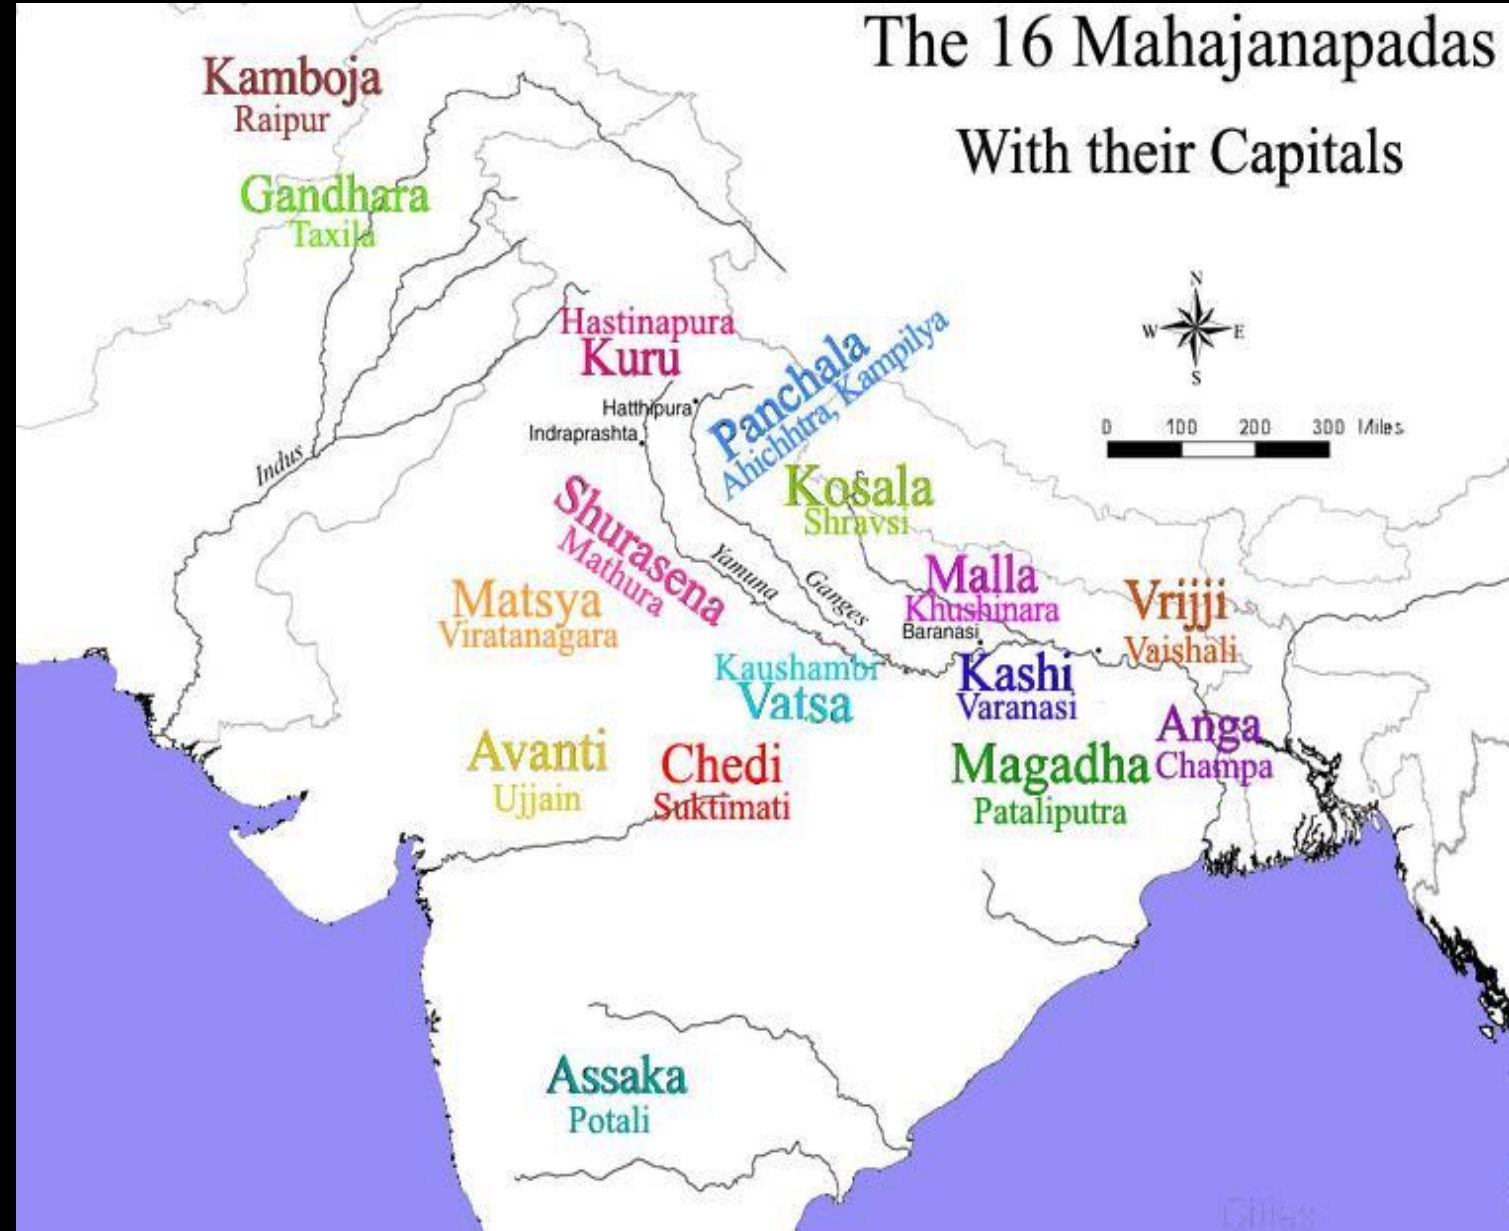 The 16 Mahajanapadas
With their Capitals
Kamboja
Raipur
Gandhara
Taxila
N
W
E
S
Hastinapura
Kuru
Panchala
Ahichhtra, Kampilya
Hatthipura
Indraprashta
0 100 200 300 Miles
Indus
Kosala
Shravsi
Shurasena
Mathura
Yamuna
Ganges
Malla
Khushinara
Baranasi
Vrijji
Vaishali
Matsya
Viratanagara
Kaushambi
Vatsa
Kashi
Varanasi
Anga
Champa
Avanti
Ujjain
Chedi
Suktimati
Magadha
Pataliputra
Assaka
Potali
Cities